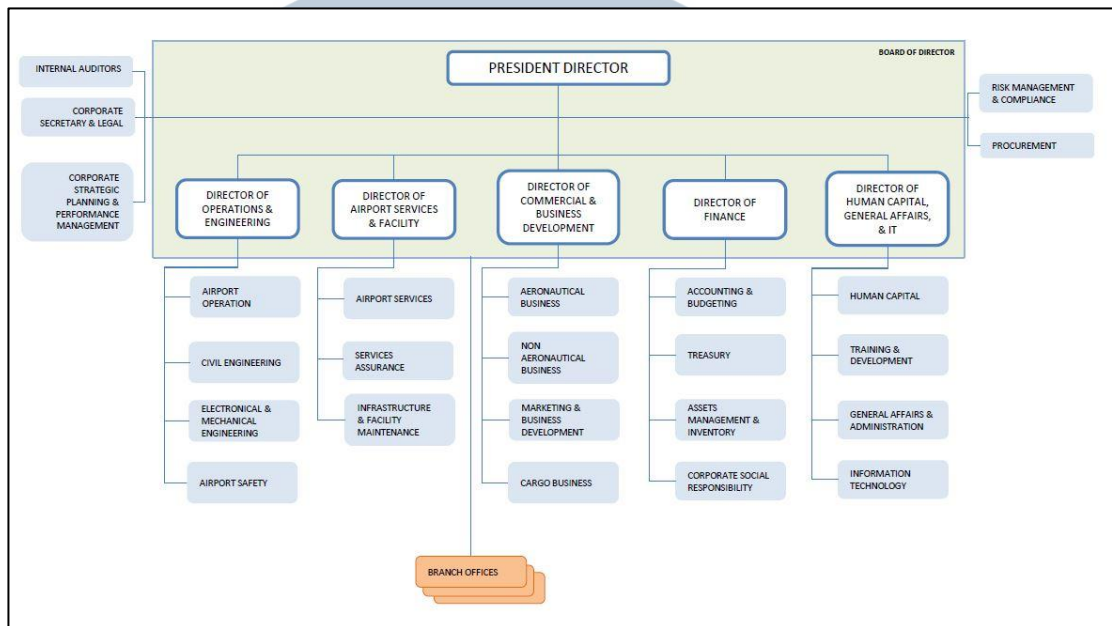 BOARD OF DIRECTOR
PRESIDENT DIRECTOR
INTERNAL AUDITORS
CORPORATE
SECRETARY & LEGAL
CORPORATE
STRATEGIC
PLANNING &
PERFORMANCE
MANAGEMENT
RISK MANAGEMENT
& COMPLIANCE
PROCUREMENT
DIRECTOR OF
OPERATIONS &
ENGINEERING
DIRECTOR OF
AIRPORT SERVICES
& FACILITY
DIRECTOR OF
COMMERCIAL &
BUSINESS
DEVELOPMENT
DIRECTOR OF
FINANCE
DIRECTOR OF
HUMAN CAPITAL,
GENERAL AFFAIRS,
& IT
AIRPORT
OPERATION
CIVIL ENGINEERING
ELECTRONICAL &
MECHANICAL
ENGINEERING
AIRPORT SAFETY
AIRPORT SERVICES
SERVICES
ASSURANCE
INFRASTRUCTURE
& FACILITY
MAINTENANCE
AERONAUTICAL
BUSINESS
NON
AERONAUTICAL
BUSINESS
MARKETING &
BUSINESS
DEVELOPMENT
CARGO BUSINESS
ACCOUNTING &
BUDGETING
TREASURY
ASSETS
MANAGEMENT &
INVENTORY
CORPORATE SOCIAL
RESPONSIBILITY
HUMAN CAPITAL
TRAINING &
DEVELOPMENT
GENERAL AFFAIRS &
ADMINISTRATION
INFORMATION
TECHNOLOGY
BRANCH OFFICES